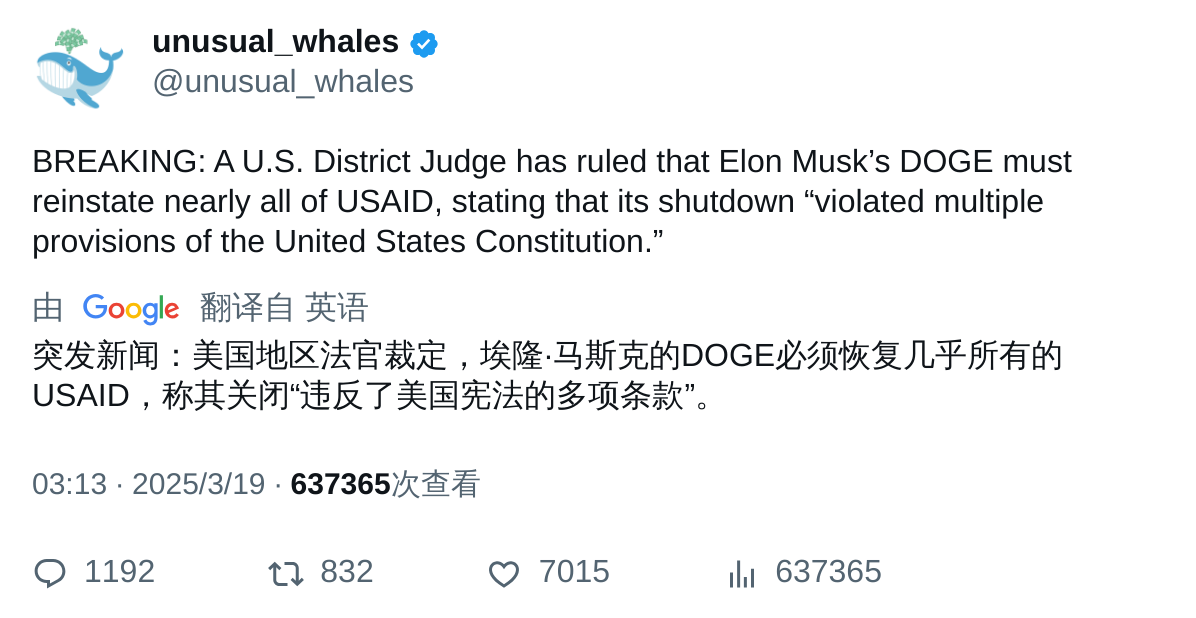 unusual_whales
@unusual_whales
BREAKING: A U.S. District Judge has ruled that Elon Musk’s DOGE must
reinstate nearly all of USAID, stating that its shutdown “violated multiple
provisions of the United States Constitution.”
由 Google 翻译自 英语
突发新闻：美国地区法官裁定，埃隆·马斯克的DOGE必须恢复几乎所有的
USAID，称其关闭“违反了美国宪法的多项条款”。
03:13 · 2025/3/19 · 637365次查看
1192 832 7015 637365